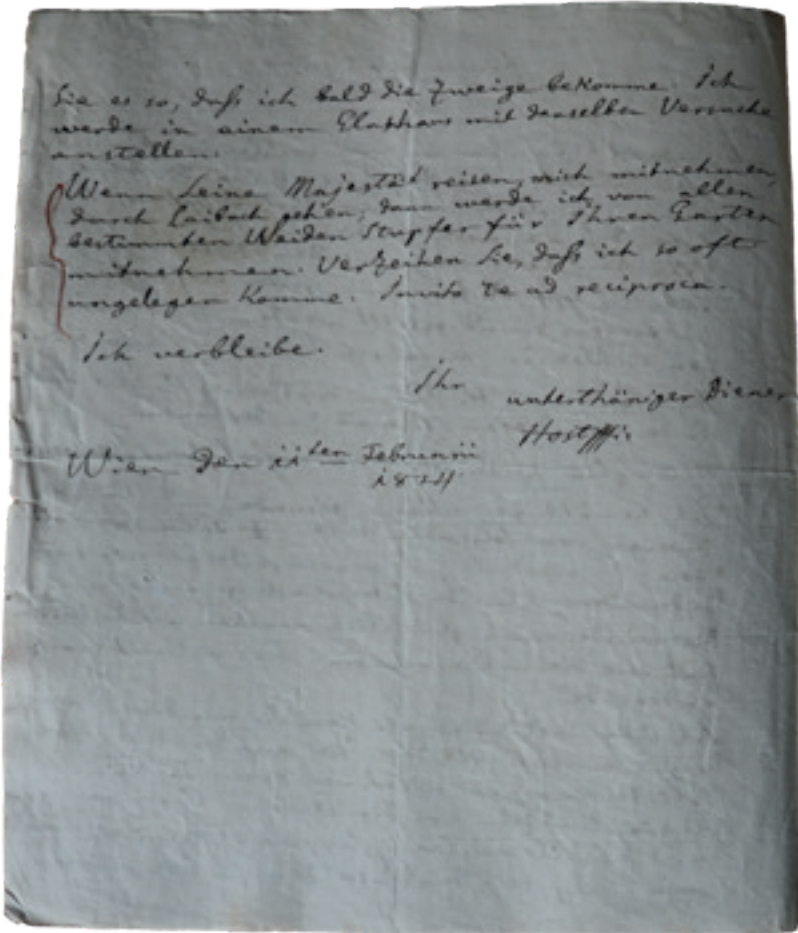 Sie es so, daß ich bald die Zweige bekomme. Ich
werde in einem Glashaus mit denselben Versuche
anstellen.
Wenn Seine Majestät reisen, mich mitnehmen,
durch Laibach gehen; dann werde ich von allen
bestimmten Weiden Stupfer für Ihren Garten
mitnehmen. Verzeihen Sie, daß ich so oft
ungelegen komme. Invito te ad reciproca.
Ich verbleibe.
Ihr
unterthäniger Diener
Host
Wien den iiten Februarii